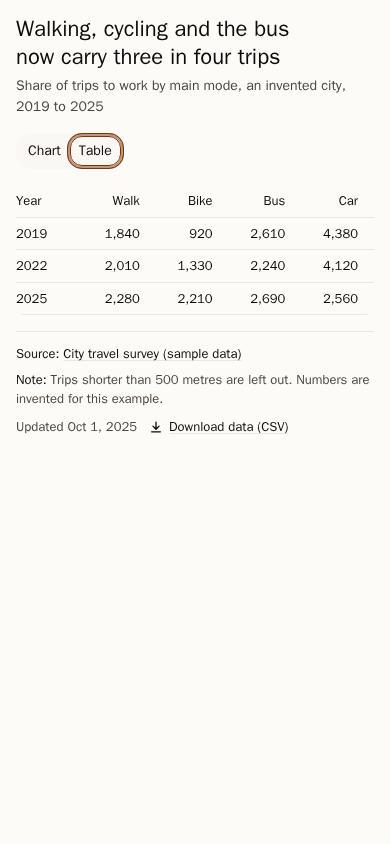 Walking, cycling and the bus
now carry three in four trips
Share of trips to work by main mode, an invented city,
2019 to 2025
Chart Table
Year Walk Bike Bus Car
2019 1,840 920 2,610 4,380
2022 2,010 1,330 2,240 4,120
2025 2,280 2,210 2,690 2,560
Source: City travel survey (sample data)
Note: Trips shorter than 500 metres are left out. Numbers are
invented for this example.
Updated Oct 1, 2025 Download data (CSV)